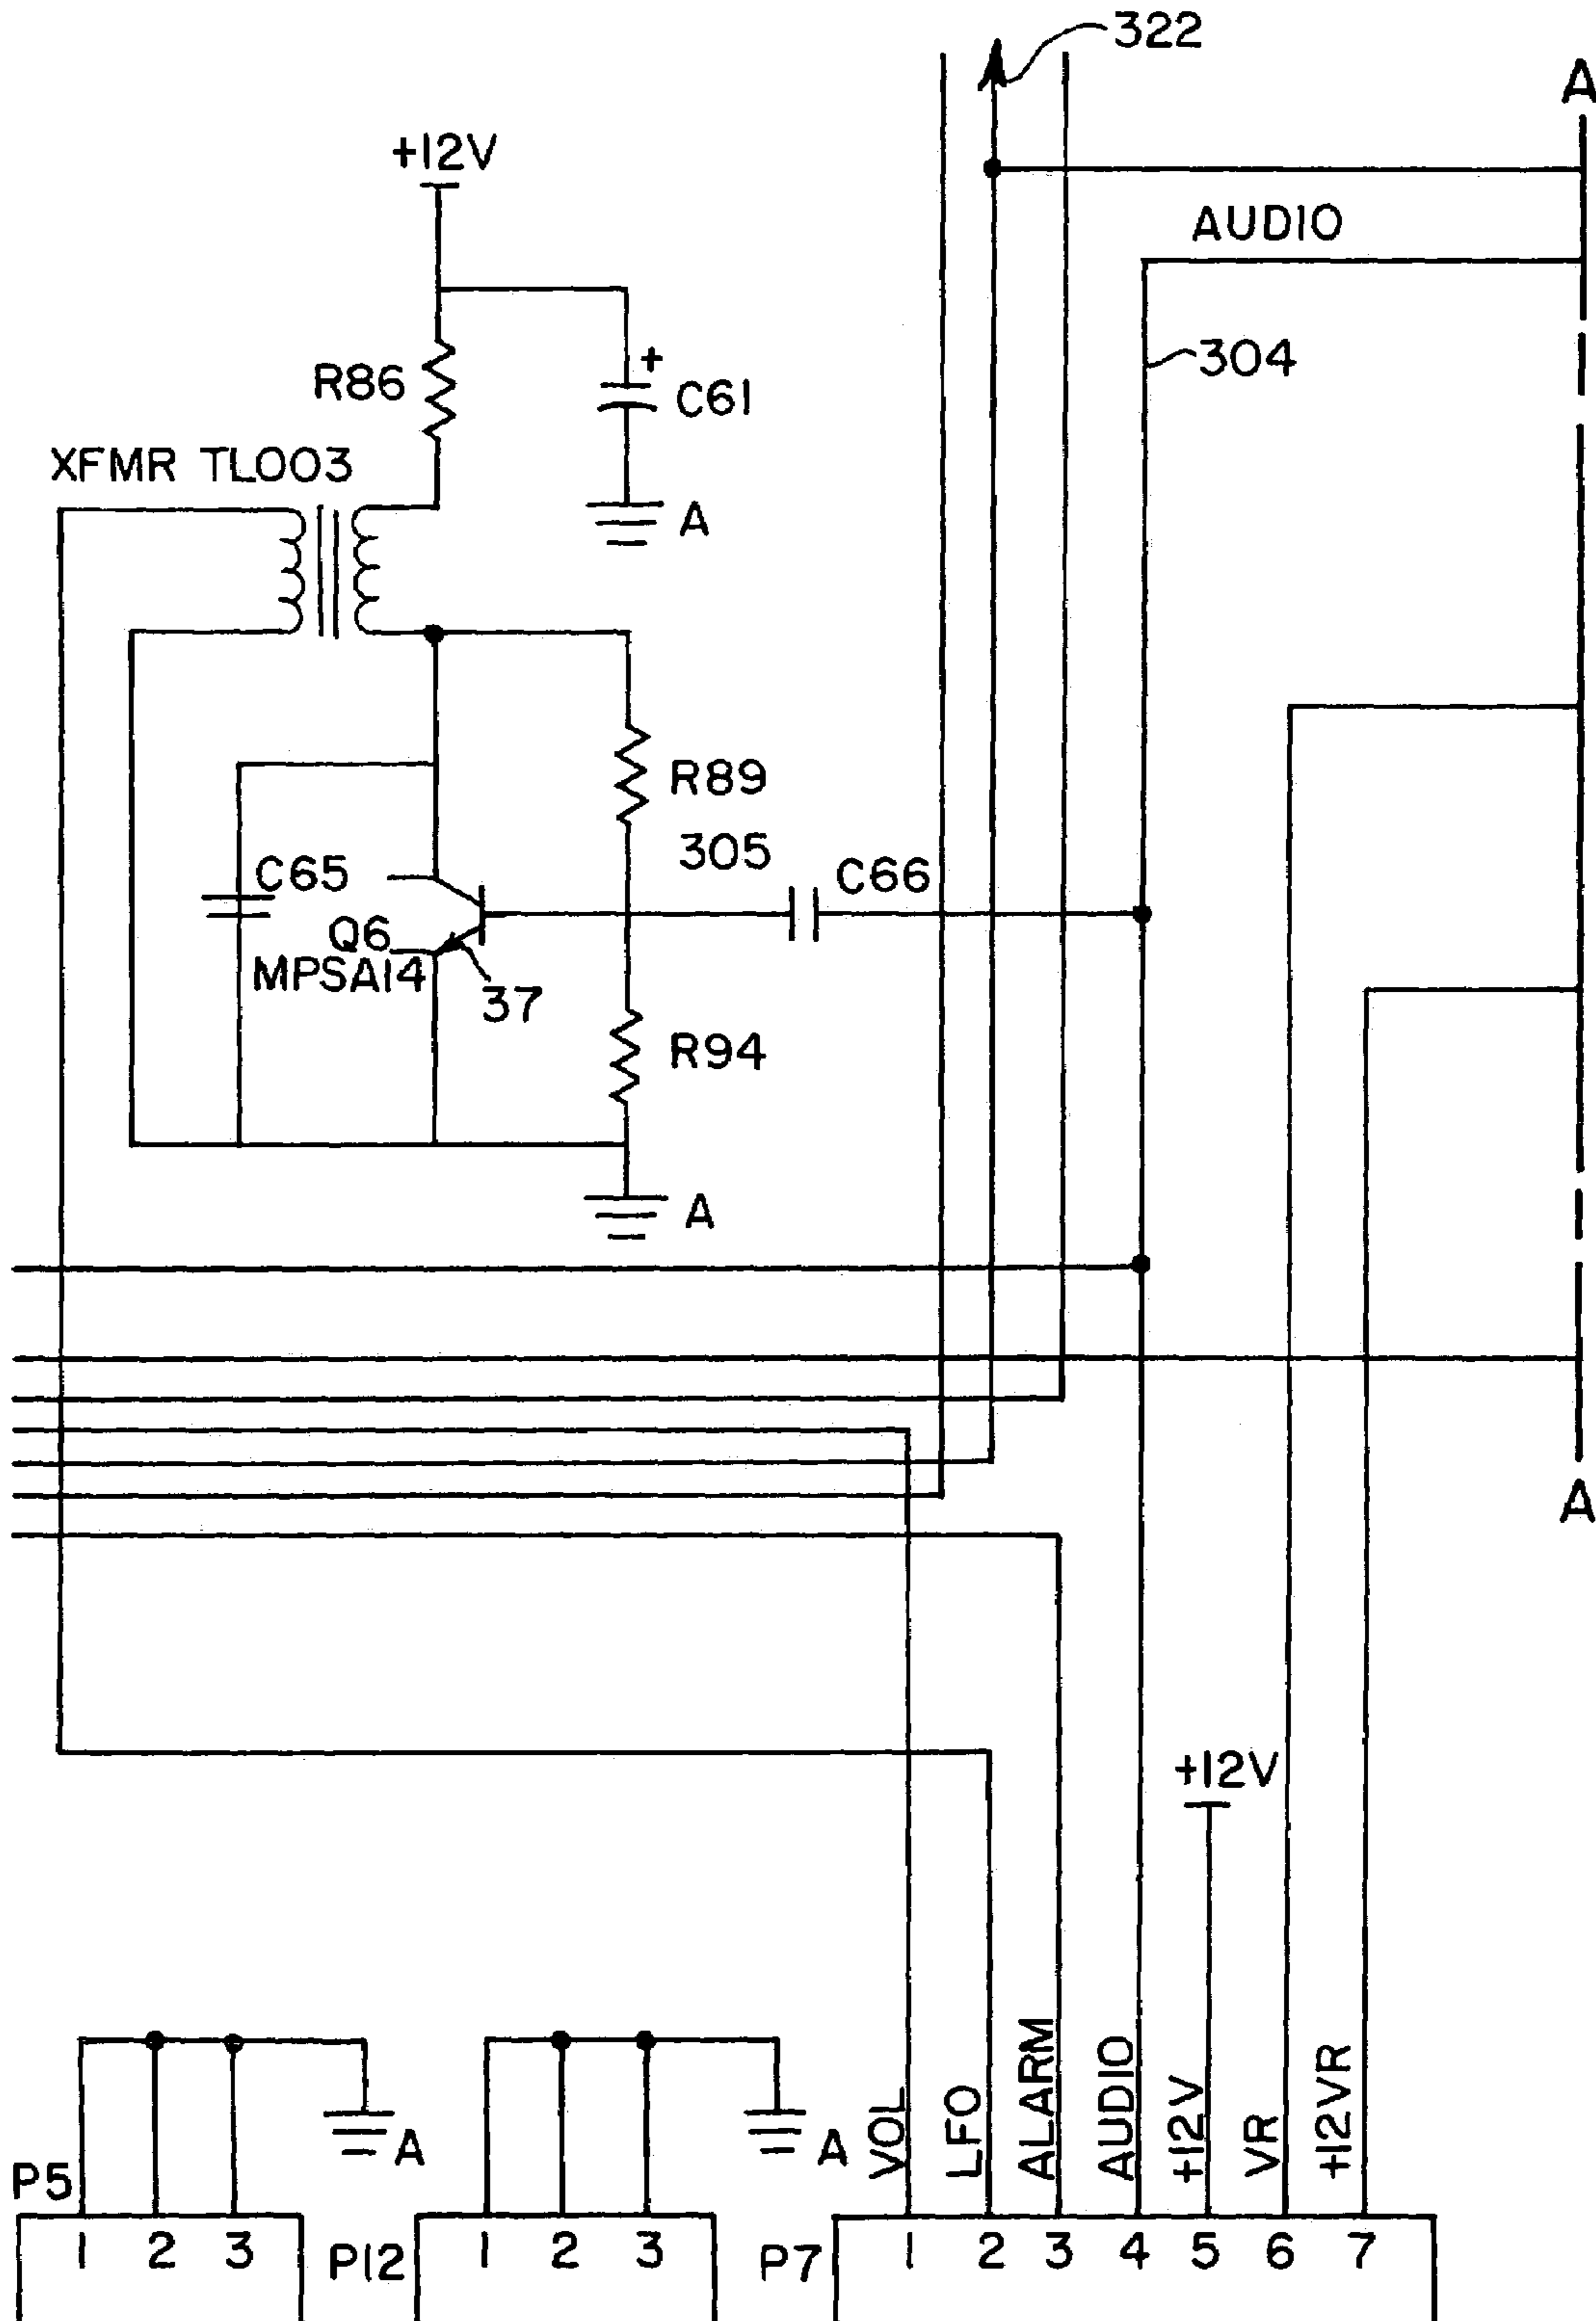 322
A
+12V
AUDIO
304
R86
+
C61
XFMR TL003
A
R89
305
C66
C65
Q6
MPSA14
37
R94
A
A
+12V
VOL
LFO
ALARM
AUDIO
+12V
VR
+12VR
A
A
P5
1 2 3
P12
1 2 3
P7
1 2 3 4 5 6 7